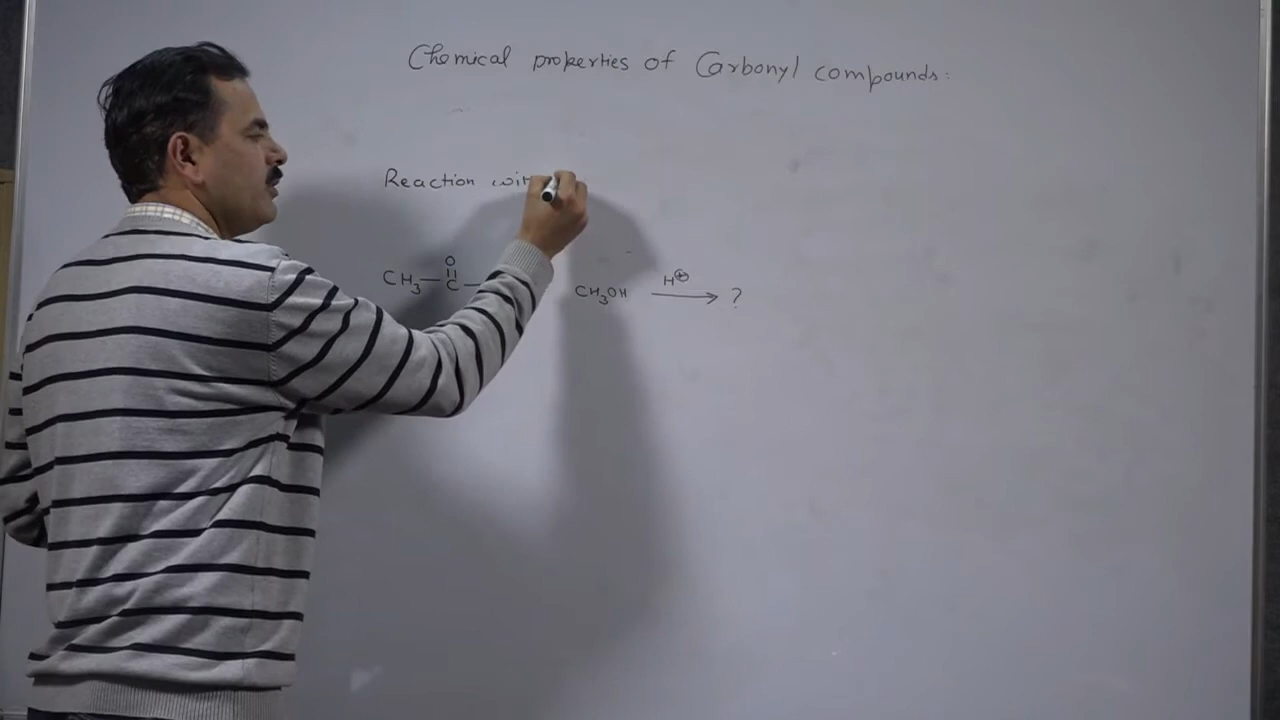 Chemical properties of Carbonyl compounds:
Reaction wit
O
CH₃—C— CH₃OH H⊕ → ?